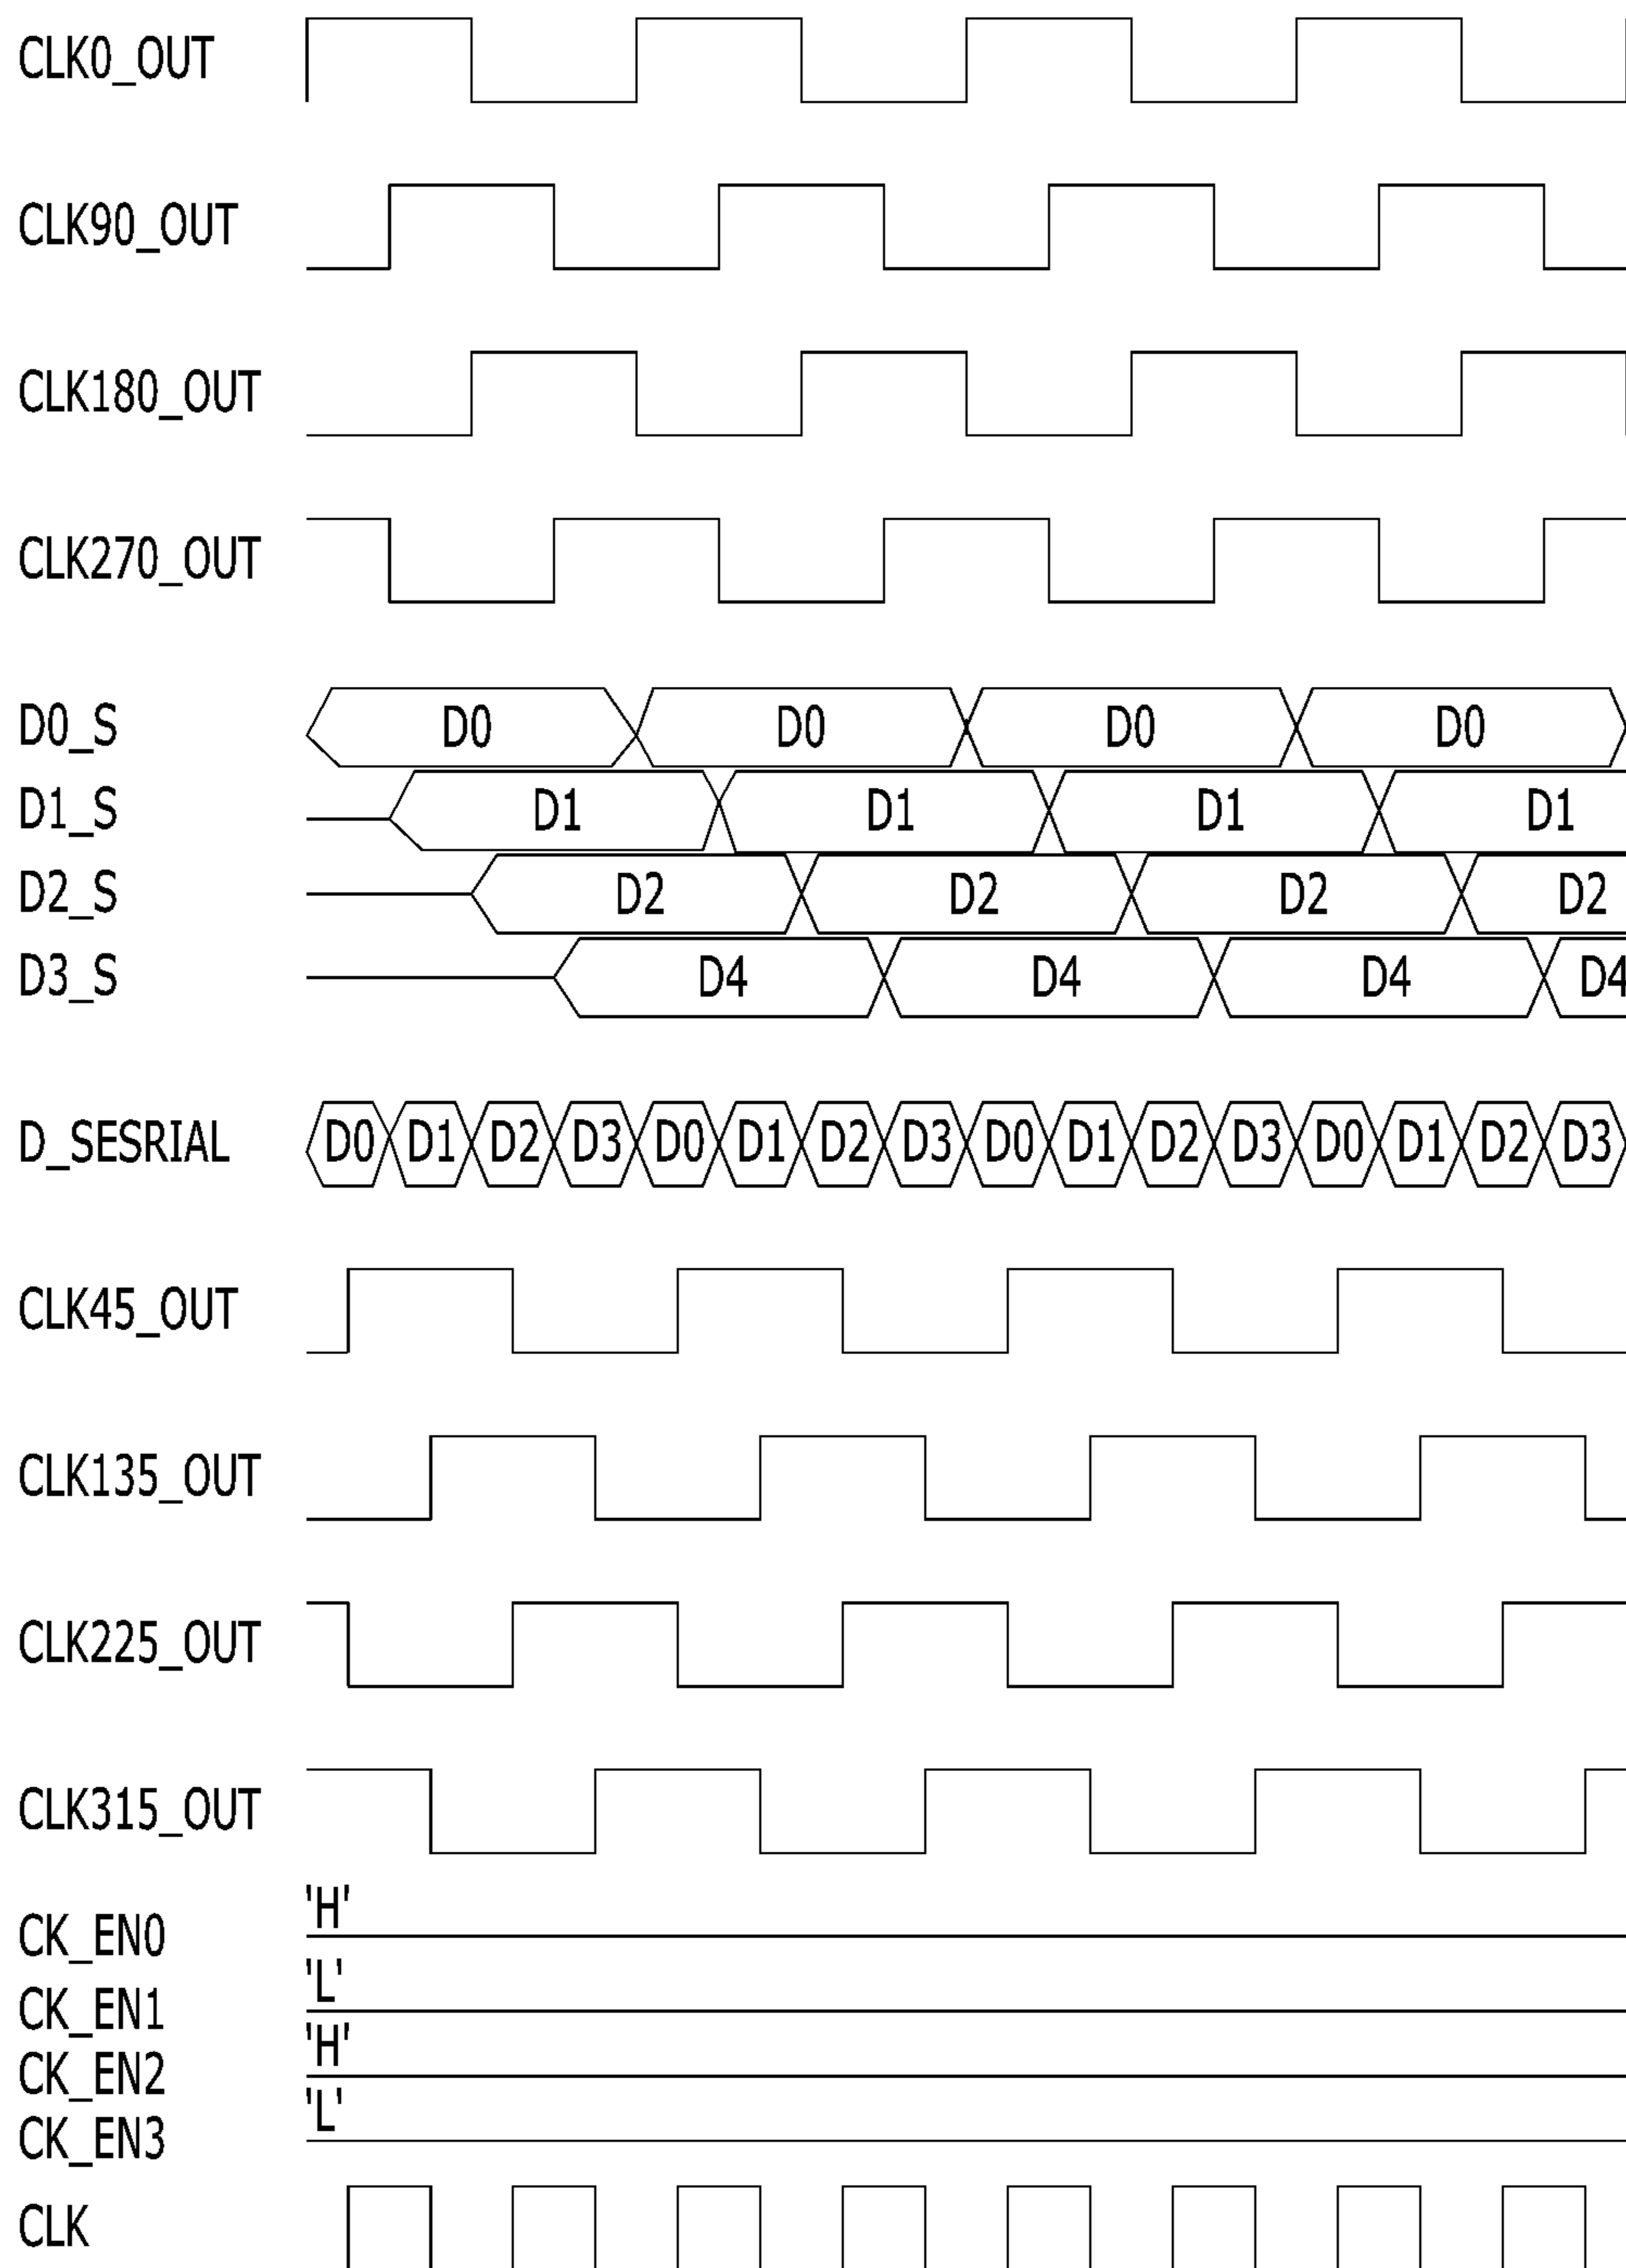 CLK0_OUT
CLK90_OUT
CLK180_OUT
CLK270_OUT
D0_S D0 D0 D0 D0
D1_S D1 D1 D1 D1
D2_S D2 D2 D2 D2
D3_S D4 D4 D4 D4
D_SESRIAL D0 D1 D2 D3 D0 D1 D2 D3 D0 D1 D2 D3 D0 D1 D2 D3
CLK45_OUT
CLK135_OUT
CLK225_OUT
CLK315_OUT
CK_EN0 'H'
CK_EN1 'L'
CK_EN2 'H'
CK_EN3 'L'
CLK